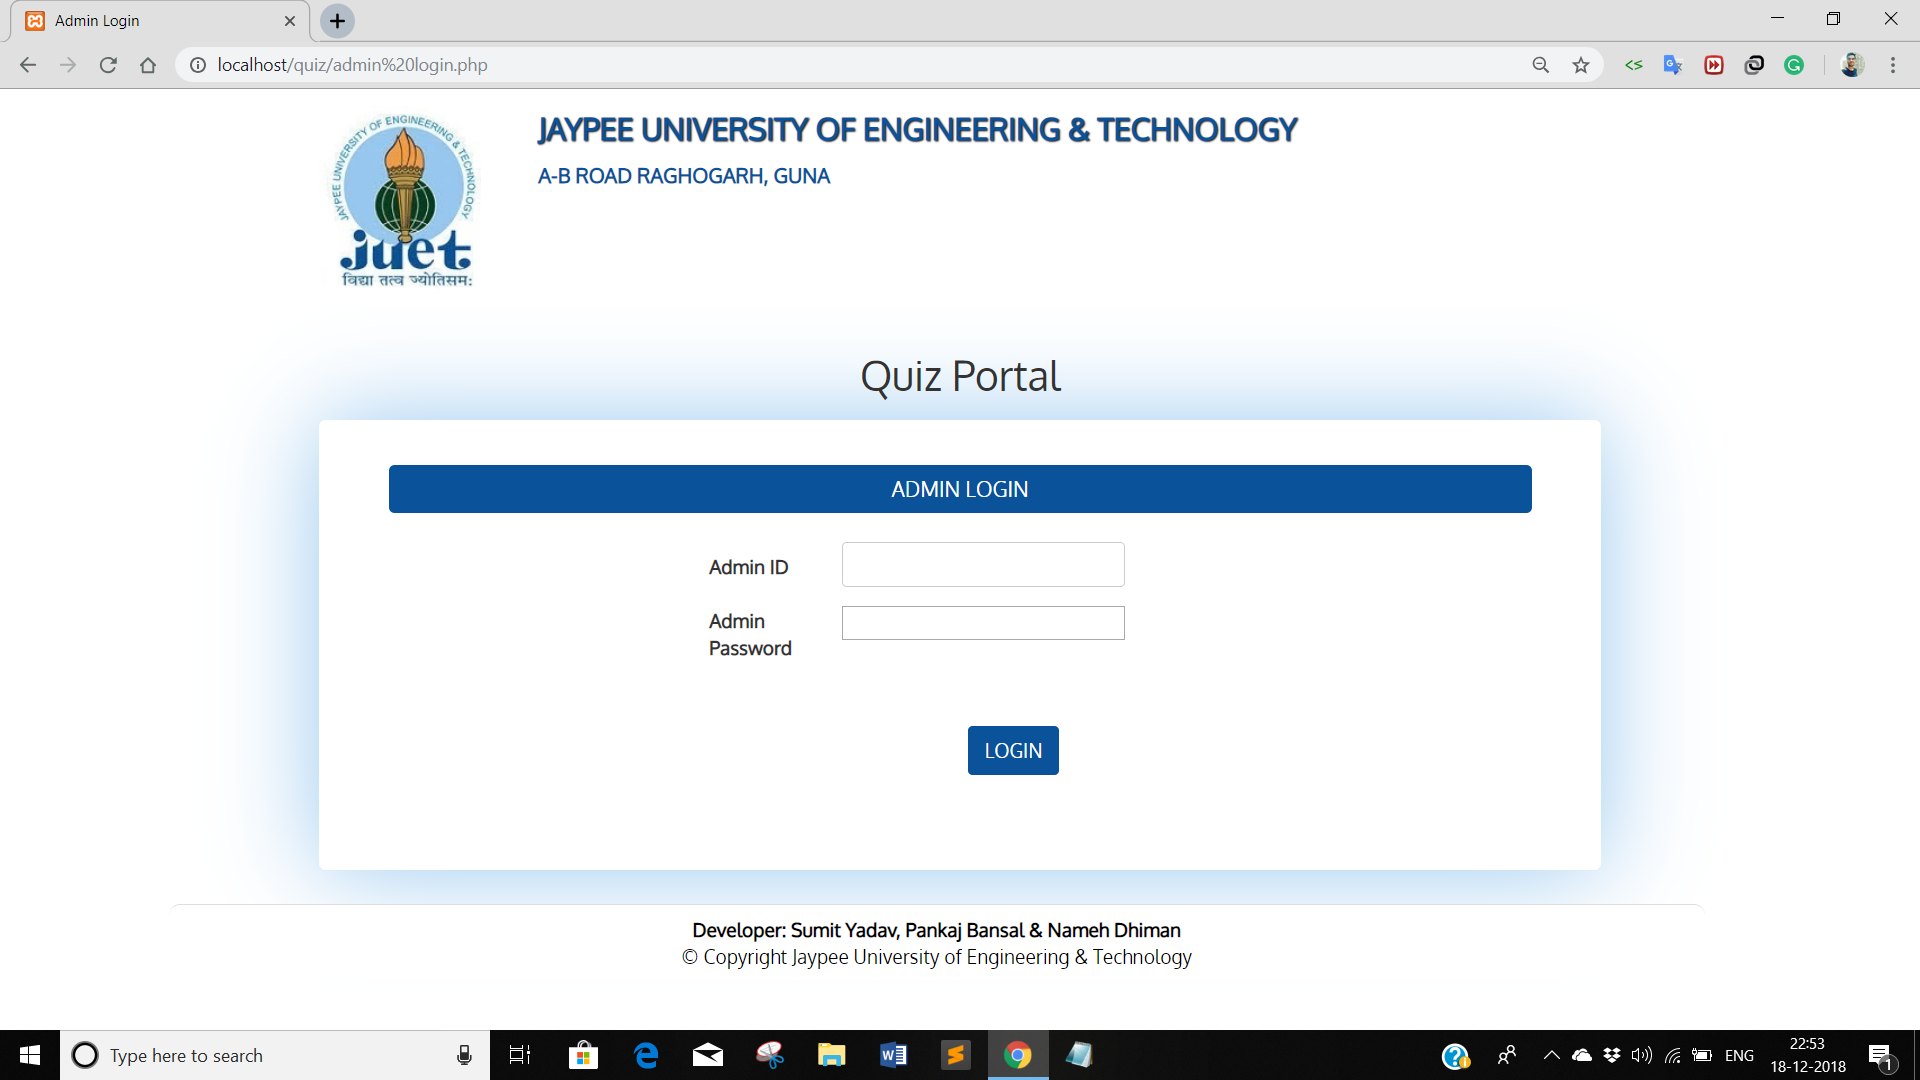 Admin Login
localhost/quiz/admin%20login.php
JAYPEE UNIVERSITY OF ENGINEERING & TECHNOLOGY
juet
विद्या तत्व ज्योतिसम:
JAYPEE UNIVERSITY OF ENGINEERING & TECHNOLOGY
A-B ROAD RAGHOGARH, GUNA
Quiz Portal
ADMIN LOGIN
Admin ID
Admin
Password
LOGIN
Developer: Sumit Yadav, Pankaj Bansal & Nameh Dhiman
© Copyright Jaypee University of Engineering & Technology
Type here to search
ENG
22:53
18-12-2018
1